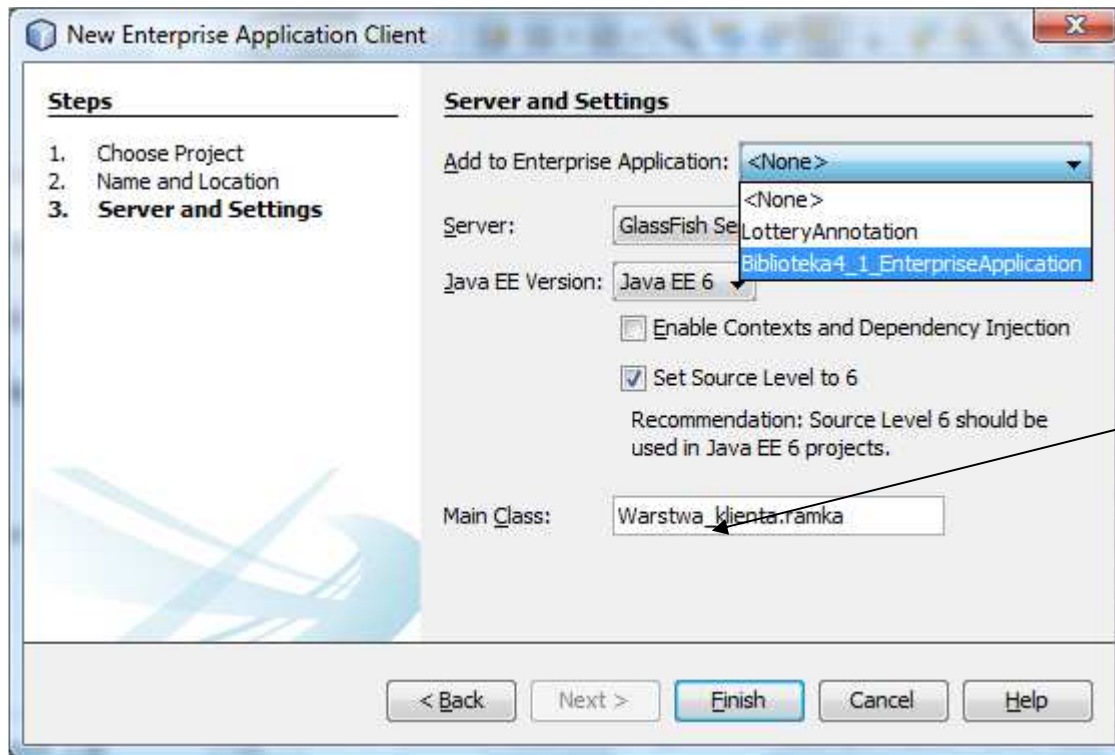 New Enterprise Application Client
Steps
1. Choose Project
2. Name and Location
3. Server and Settings
Server and Settings
Add to Enterprise Application: <None>
<None>
LotteryAnnotation
Biblioteka4_1_EnterpriseApplication
Server: GlassFish Se
Java EE Version: Java EE 6
Enable Contexts and Dependency Injection
Set Source Level to 6
Recommendation: Source Level 6 should be
used in Java EE 6 projects.
Main Class: Warstwa_klienta.ramka
< Back Next > Finish Cancel Help